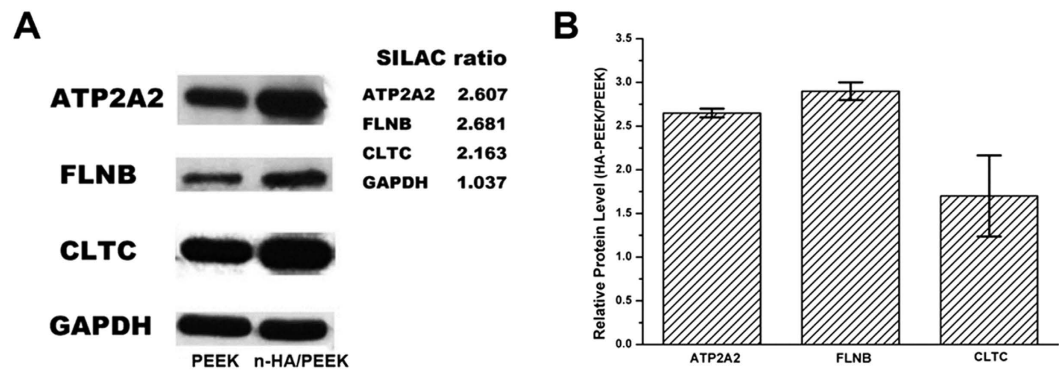 A
SILAC ratio
ATP2A2
ATP2A2 2.607
FLNB 2.681
FLNB
CLTC 2.163
GAPDH 1.037
CLTC
GAPDH
PEEK n-HA/PEEK
B
Relative Protein Level (HA-PEEK/PEEK)
3.5
3.0
2.5
2.0
1.5
1.0
0.5
0.0
ATP2A2 FLNB CLTC